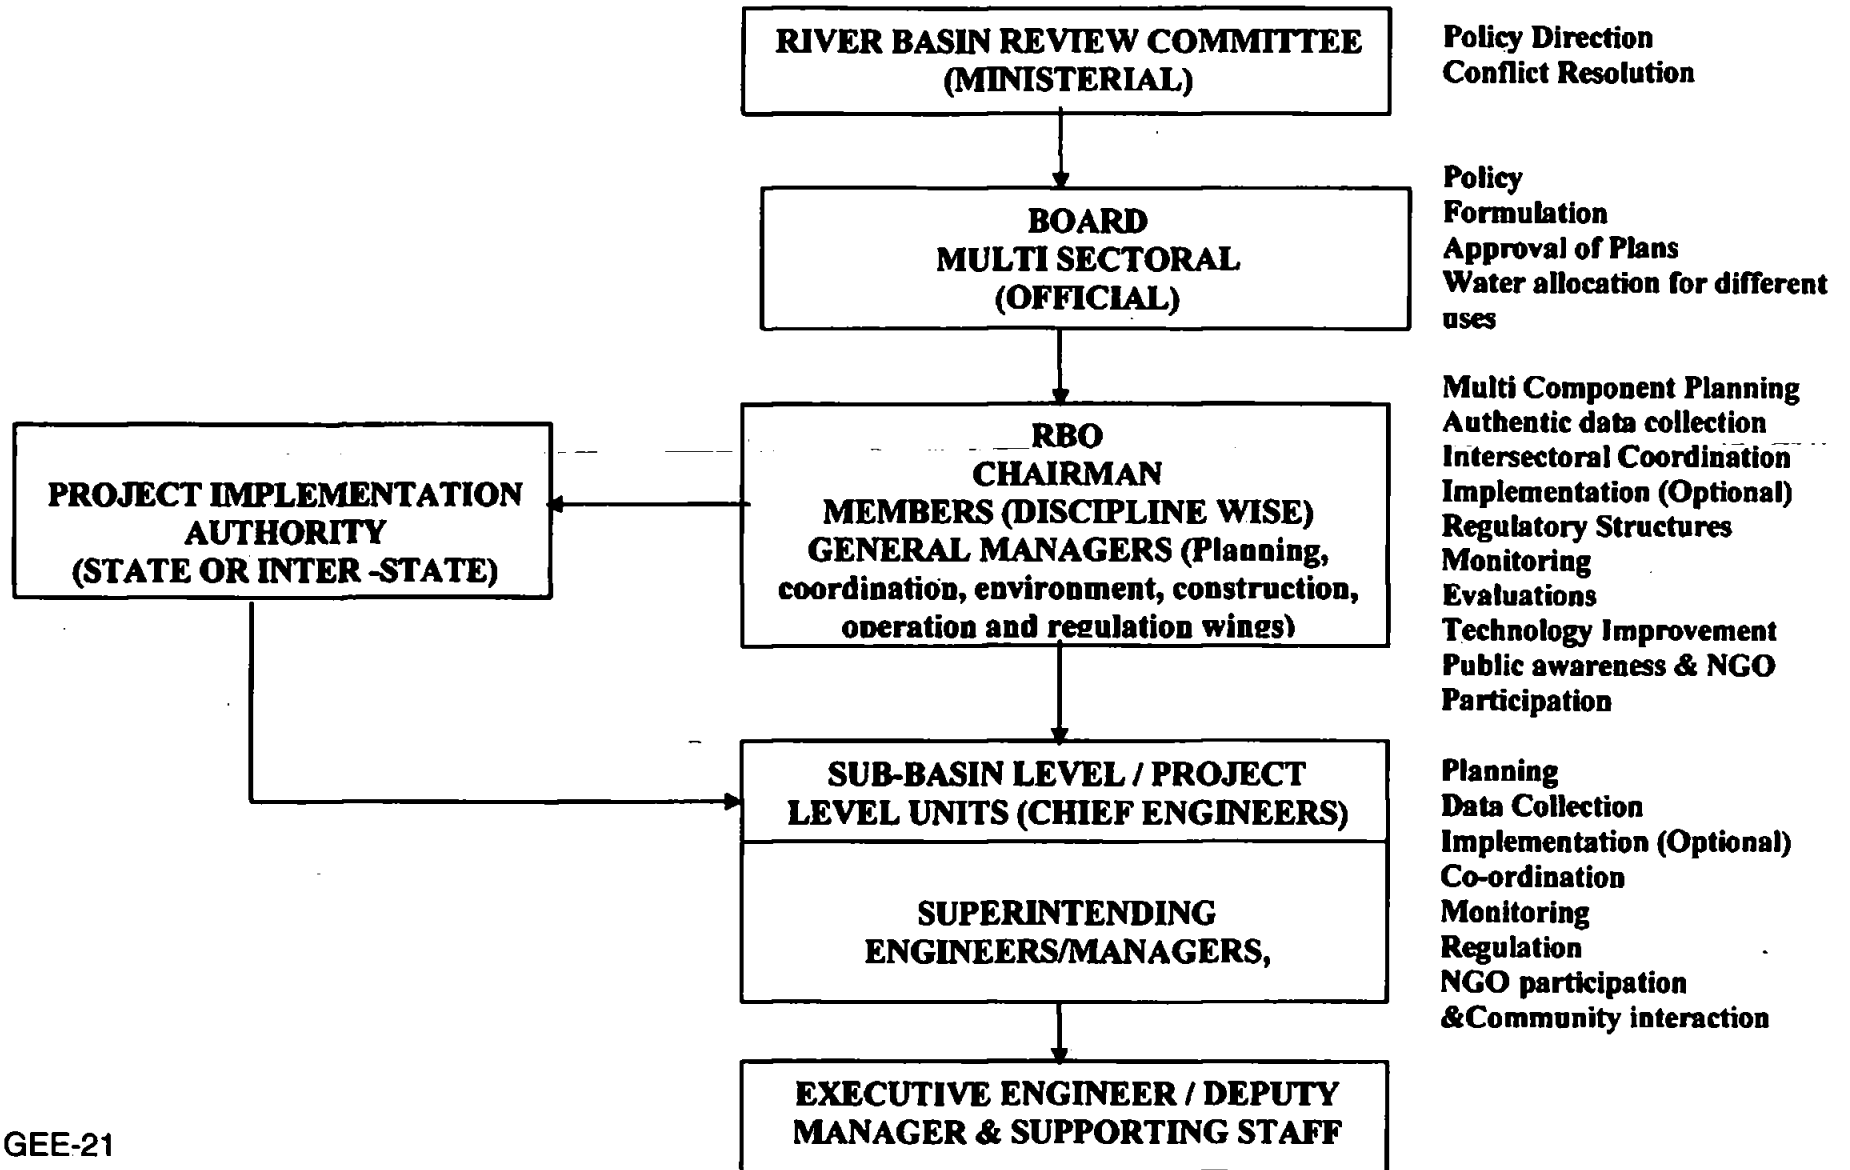 RIVER BASIN REVIEW COMMITTEE
(MINISTERIAL)
Policy Direction
Conflict Resolution
BOARD
MULTI SECTORAL
(OFFICIAL)
Policy
Formulation
Approval of Plans
Water allocation for different
uses
RBO
CHAIRMAN
MEMBERS (DISCIPLINE WISE)
GENERAL MANAGERS (Planning,
coordination, environment, construction,
operation and regulation wings)
Multi Component Planning
Authentic data collection
Intersectoral Coordination
Implementation (Optional)
Regulatory Structures
Monitoring
Evaluations
Technology Improvement
Public awareness & NGO
Participation
PROJECT IMPLEMENTATION
AUTHORITY
(STATE OR INTER -STATE)
SUB-BASIN LEVEL / PROJECT
LEVEL UNITS (CHIEF ENGINEERS)
SUPERINTENDING
ENGINEERS/MANAGERS,
Planning
Data Collection
Implementation (Optional)
Co-ordination
Monitoring
Regulation
NGO participation
&Community interaction
EXECUTIVE ENGINEER / DEPUTY
MANAGER & SUPPORTING STAFF
GEE-21